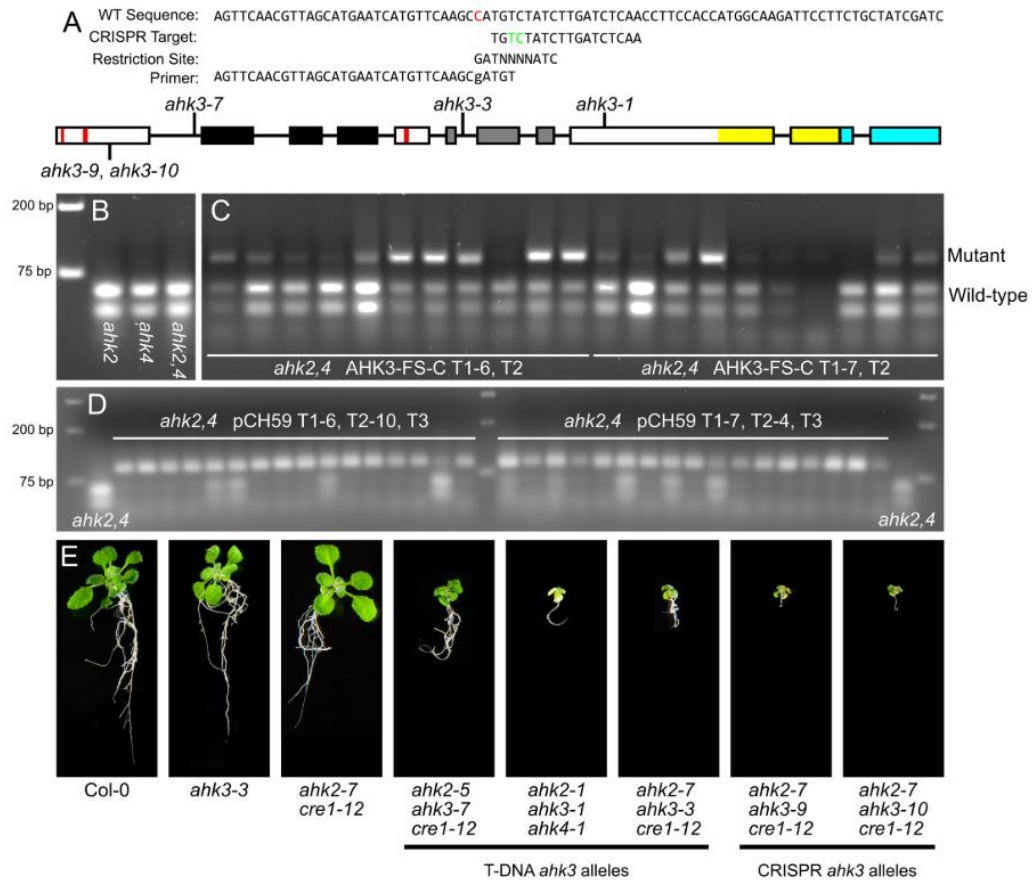 A
WT Sequence: AGTTCAACGTTAGCATGAATCATGTTCAAGCCATGTCTATCTTGATCTCAACCTTCCACCATGGCAAGATTCCTTCTGCTATCGATC
CRISPR Target: TGTCTATCTTGATCTCAA
Restriction Site: GATNNNNATC
Primer: AGTTCAACGTTAGCATGAATCATGTTCAAGCgATGT
ahk3-7 ahk3-3 ahk3-1
ahk3-9, ahk3-10
200 bp B C
75 bp Mutant
Wild-type
ahk2 ahk4 ahk2,4
ahk2,4 AHK3-FS-C T1-6, T2 ahk2,4 AHK3-FS-C T1-7, T2
D
ahk2,4 pCH59 T1-6, T2-10, T3 ahk2,4 pCH59 T1-7, T2-4, T3
200 bp
75 bp
ahk2,4 ahk2,4
E
Col-0 ahk3-3 ahk2-7 ahk2-5 ahk2-1 ahk2-7 ahk2-7 ahk2-7
cre1-12 ahk3-7 ahk3-1 ahk3-3 ahk3-9 ahk3-10
cre1-12 ahk4-1 cre1-12 cre1-12 cre1-12
T-DNA ahk3 alleles CRISPR ahk3 alleles